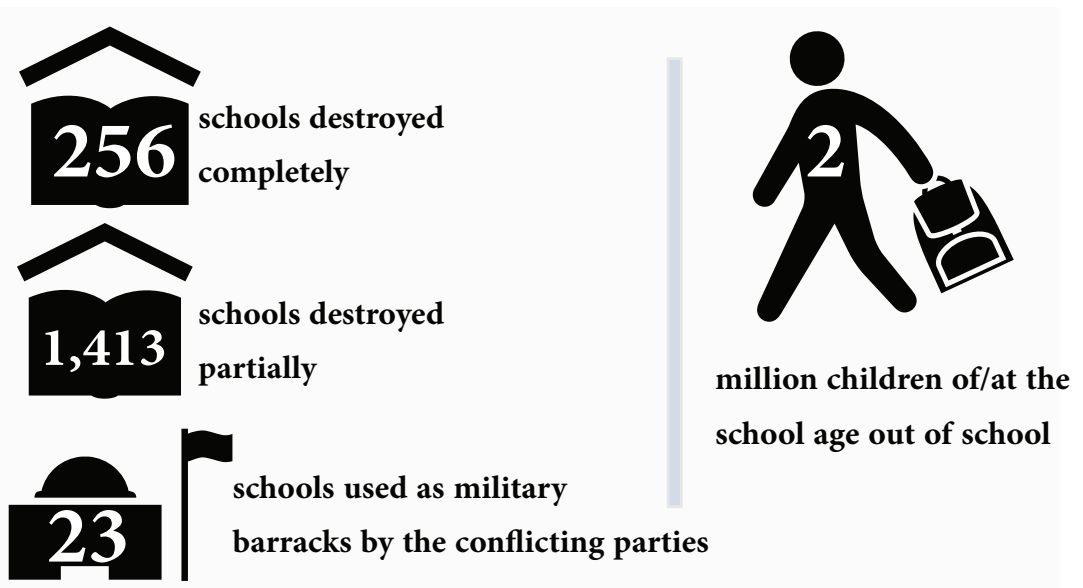 256
schools destroyed
completely
1,413
schools destroyed
partially
23
schools used as military
barracks by the conflicting parties
2
million children of/at the
school age out of school